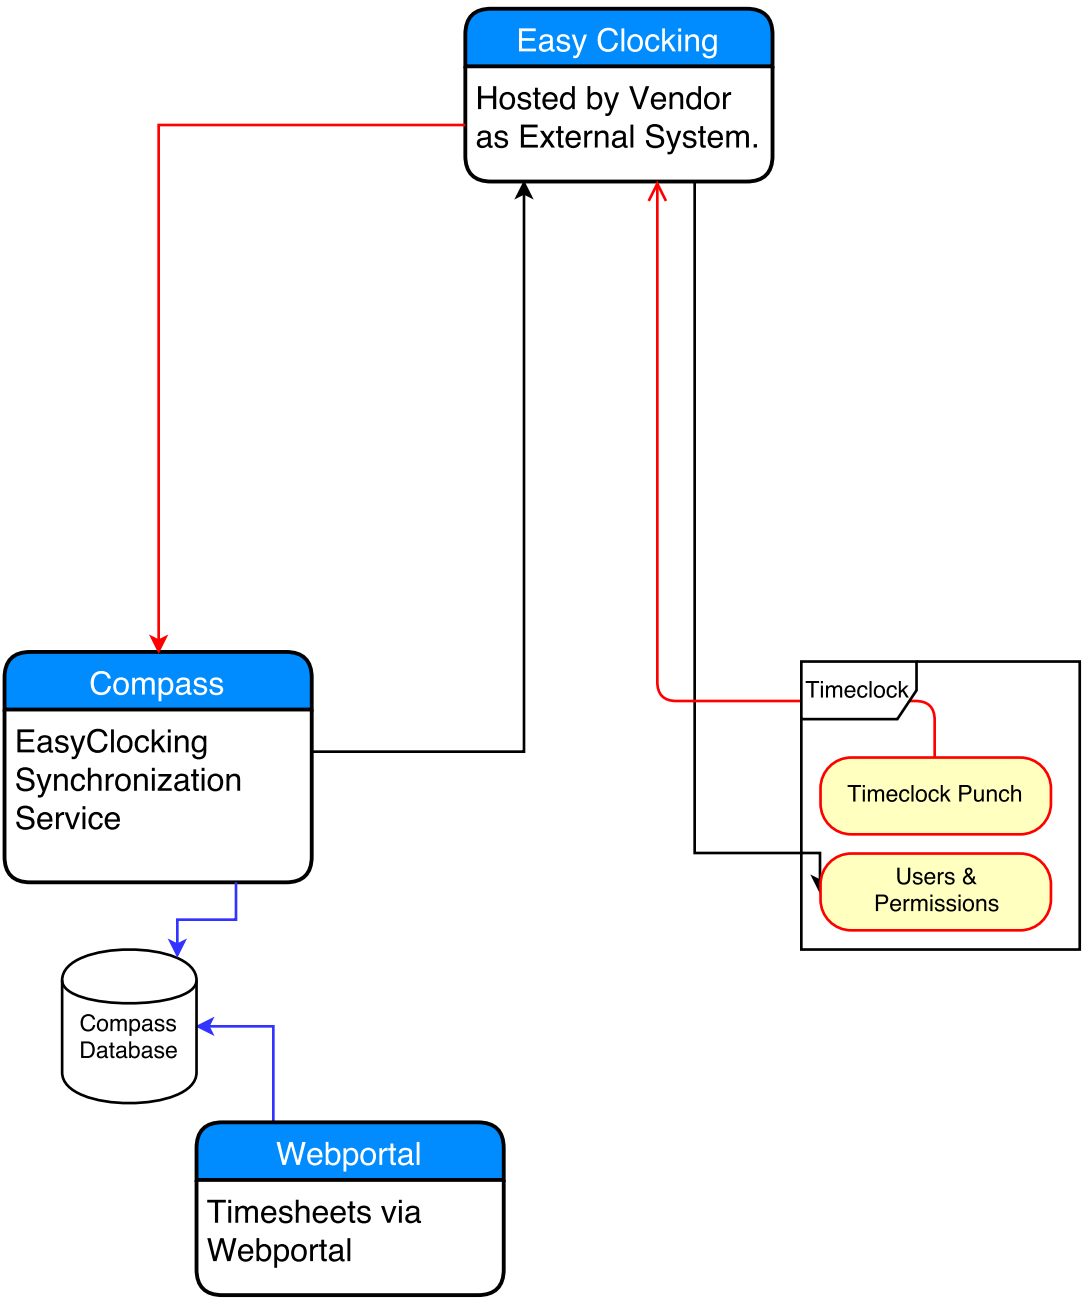 Easy Clocking
Hosted by Vendor
as External System.
Compass
EasyClocking
Synchronization
Service
Timeclock
Timeclock Punch
Users &
Permissions
Compass
Database
Webportal
Timesheets via
Webportal